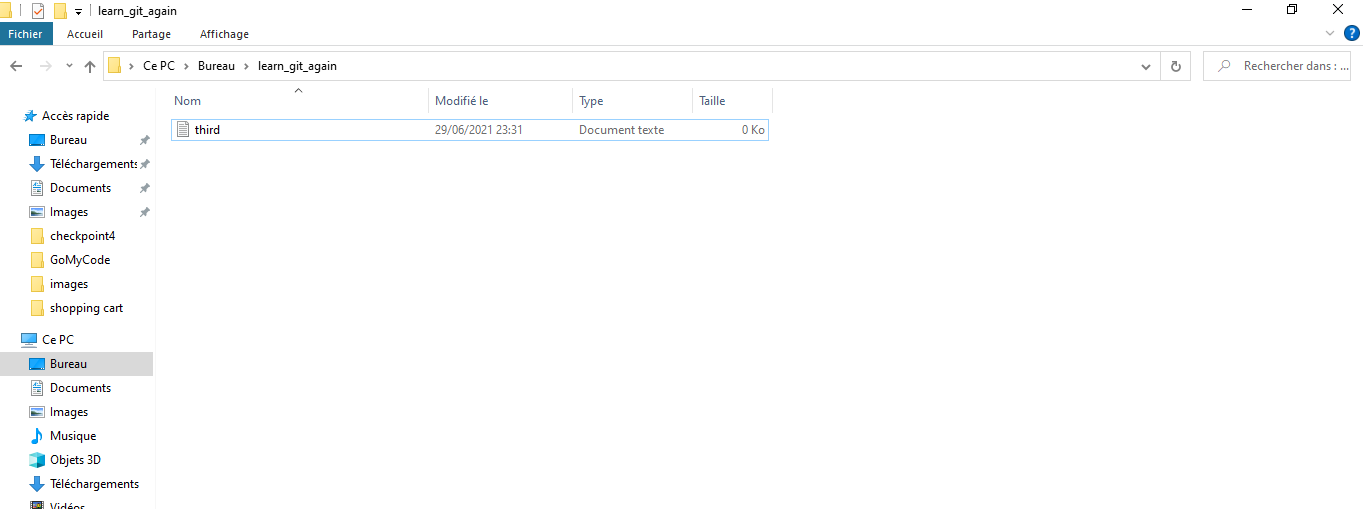 learn_git_again
Fichier Accueil Partage Affichage
Ce PC Bureau learn_git_again Rechercher dans : ...
Nom Modifié le Type Taille
third 29/06/2021 23:31 Document texte 0 Ko
Accès rapide
Bureau
Téléchargements
Documents
Images
checkpoint4
GoMyCode
images
shopping cart
Ce PC
Bureau
Documents
Images
Musique
Objets 3D
Téléchargements
Vidéos